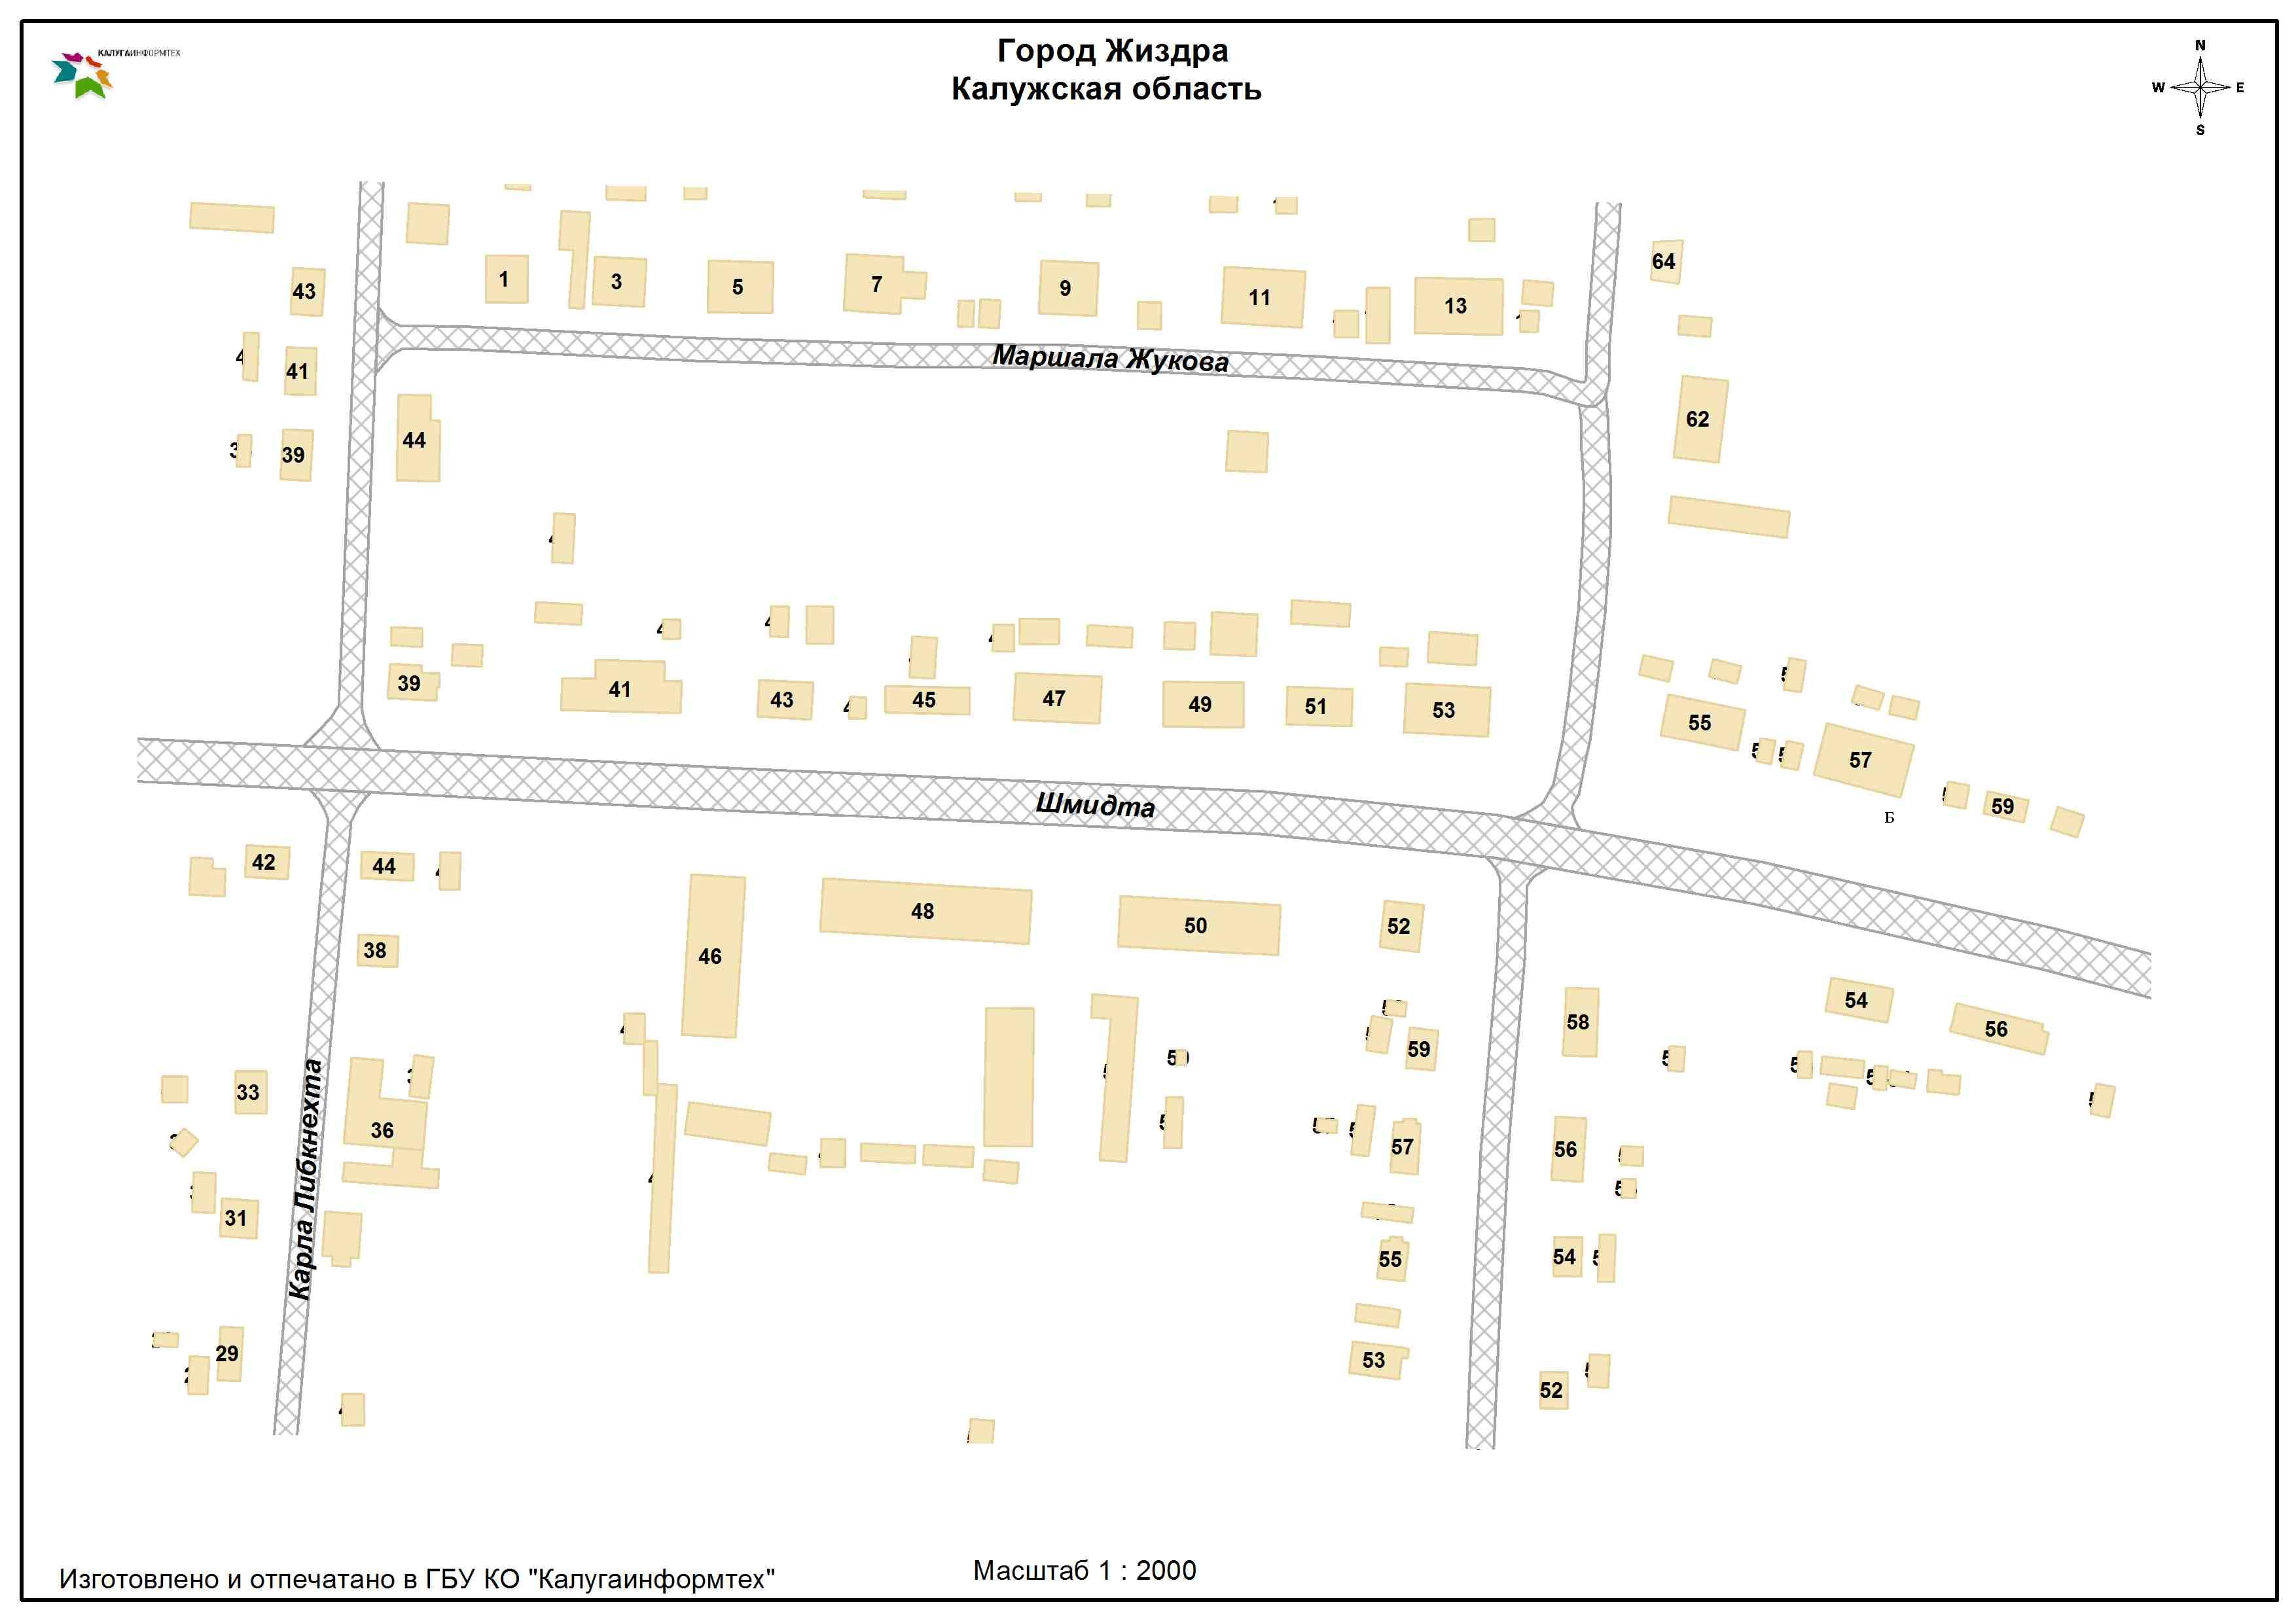 КАЛУГАИНФОРМТЕХ
Город Жиздра
Калужская область
N
W E
S
64
1 3 5 7 9 11 13
43
41
Маршала Жукова
62
44
39
39 41 43 45 47 49 51 53
55
57
59
Б
Шмидта
42 44
46 48 50 52
38
54
58 56
59
33
36
57 56
31
55 54
Карла Либкнехта
29
53
52
Изготовлено и отпечатано в ГБУ КО "Калугаинформтех"
Масштаб 1 : 2000